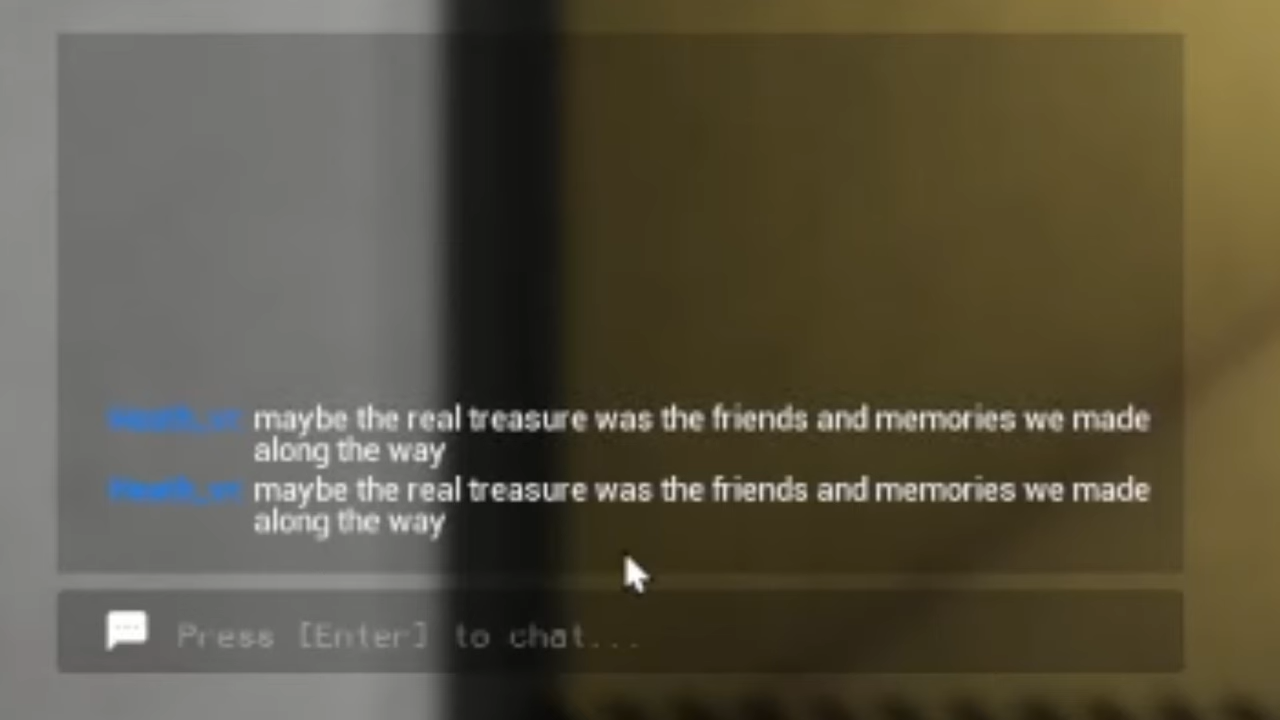 maybe the real treasure was the friends and memories we made
along the way
maybe the real treasure was the friends and memories we made
along the way
Press [Enter] to chat...